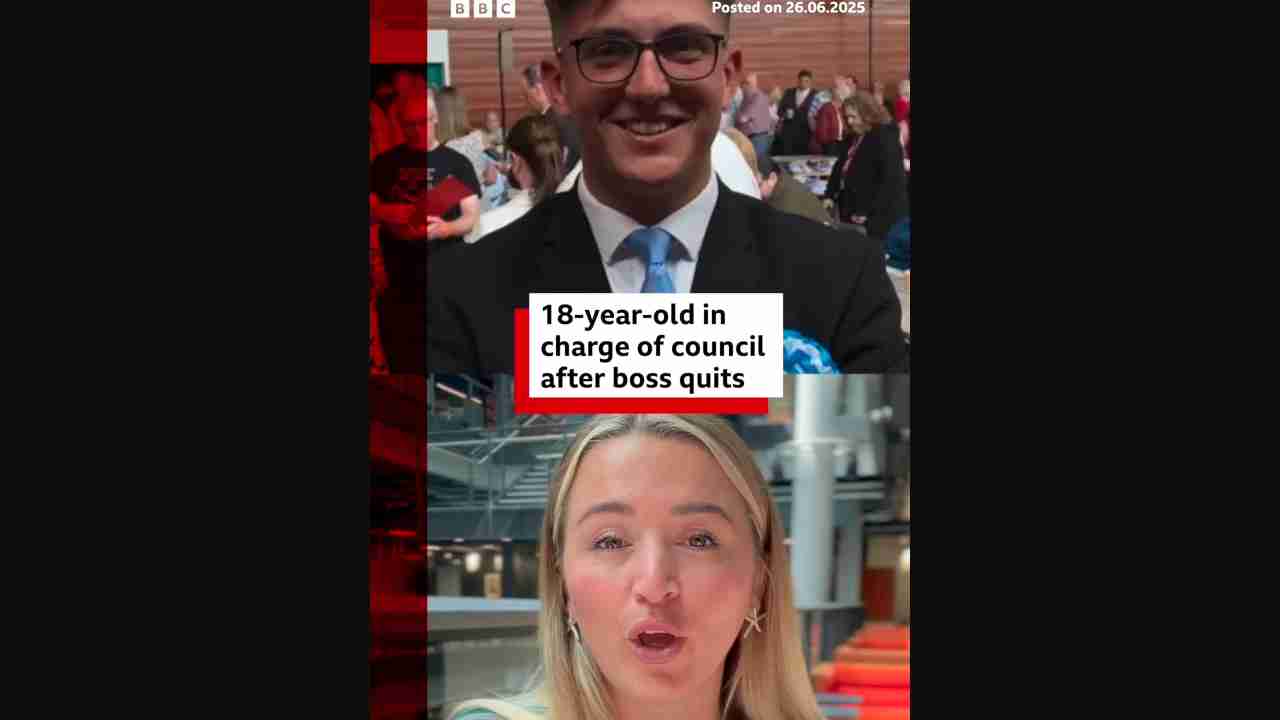 BBC
Posted on 26.06.2025
18-year-old in
charge of council
after boss quits